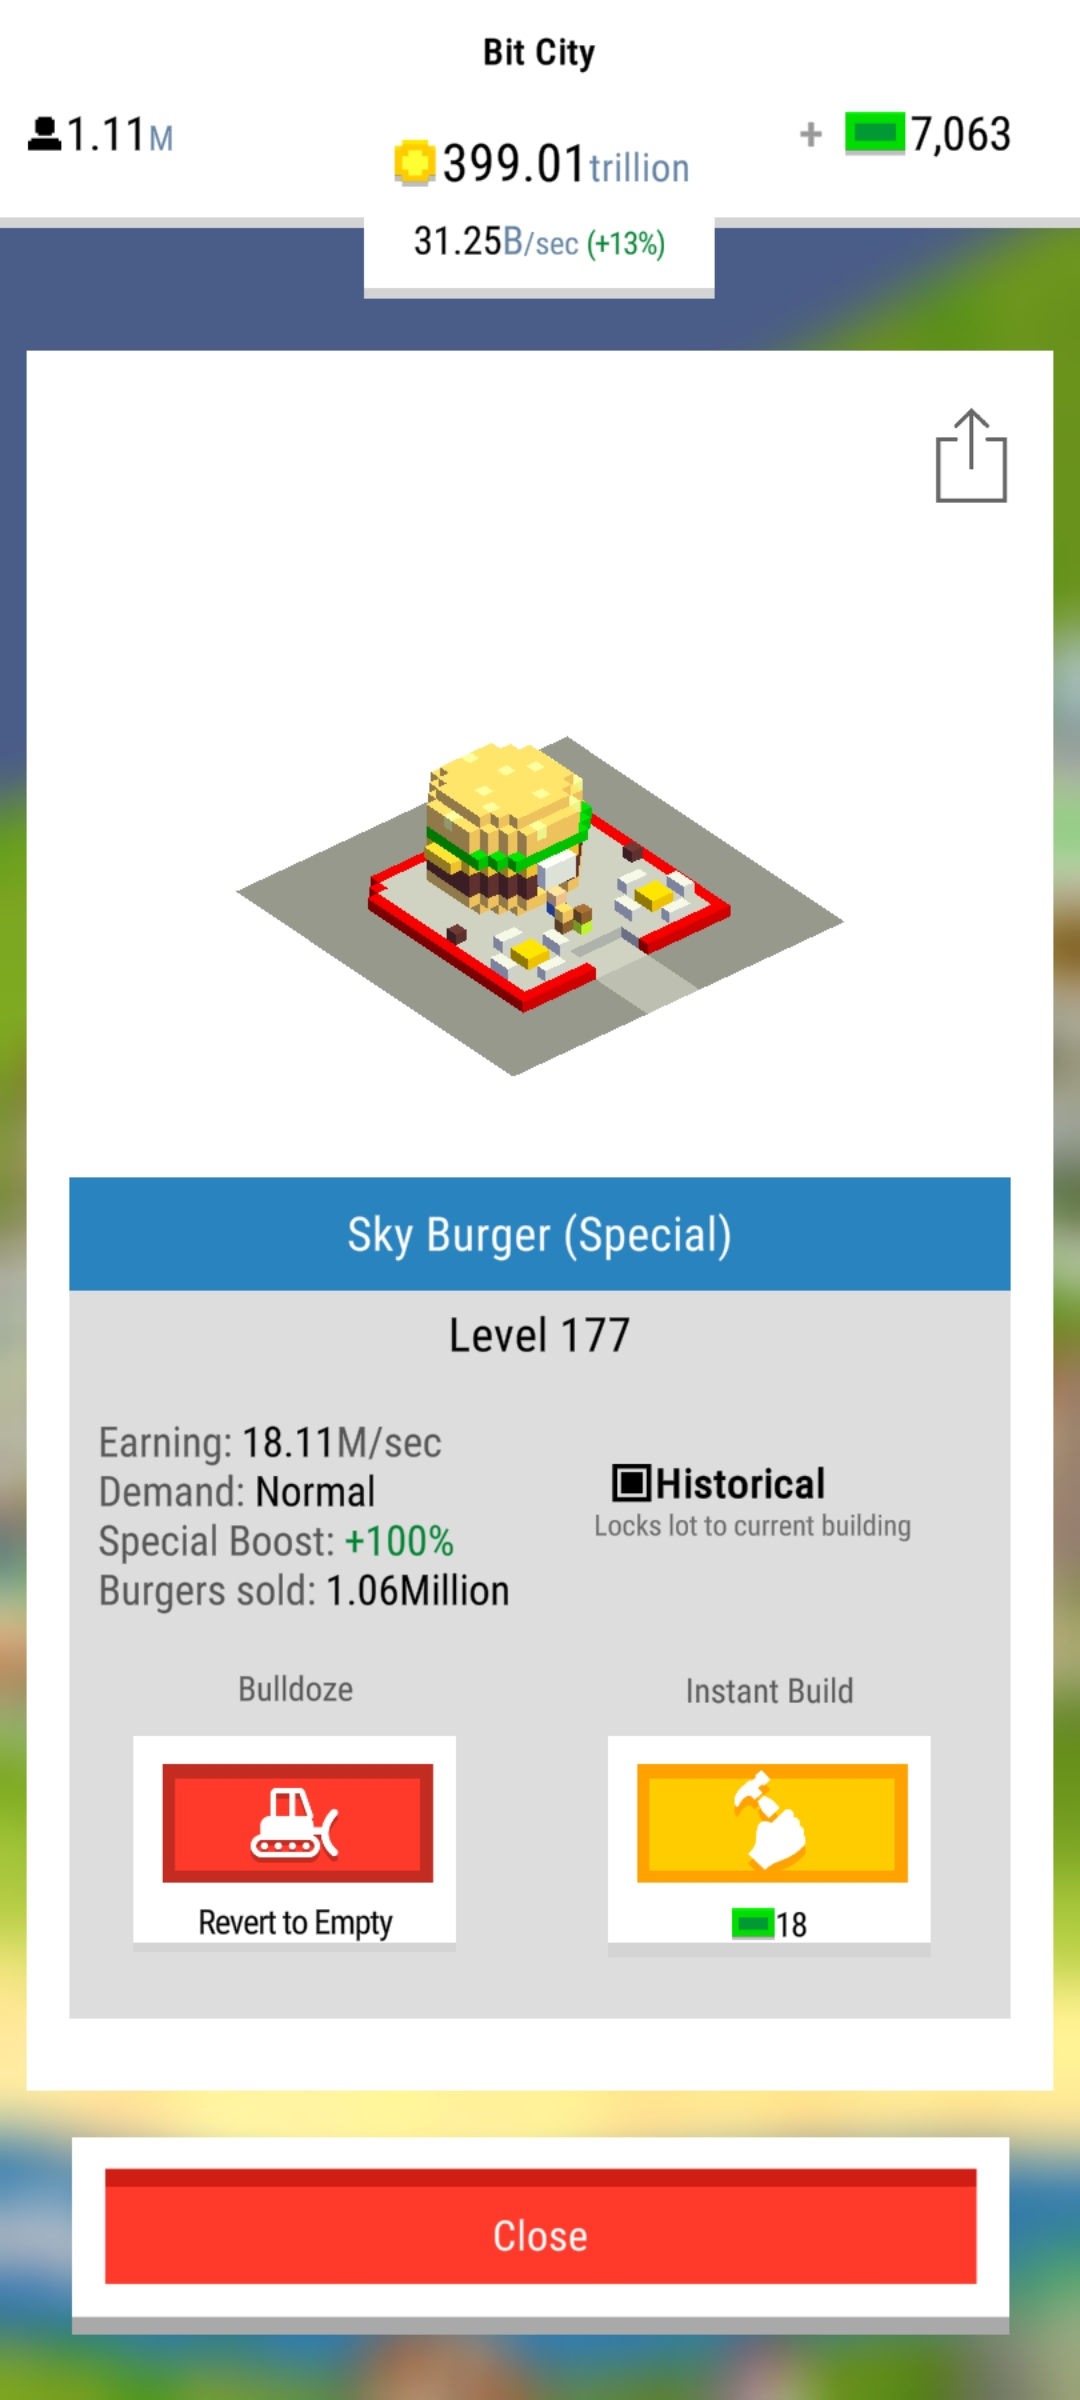 Bit City
1.11M
399.01trillion
+ 7,063
31.25B/sec (+13%)
Sky Burger (Special)
Level 177
Earning: 18.11M/sec
Demand: Normal
Special Boost: +100%
Burgers sold: 1.06Million
Historical
Locks lot to current building
Bulldoze
Instant Build
Revert to Empty
18
Close